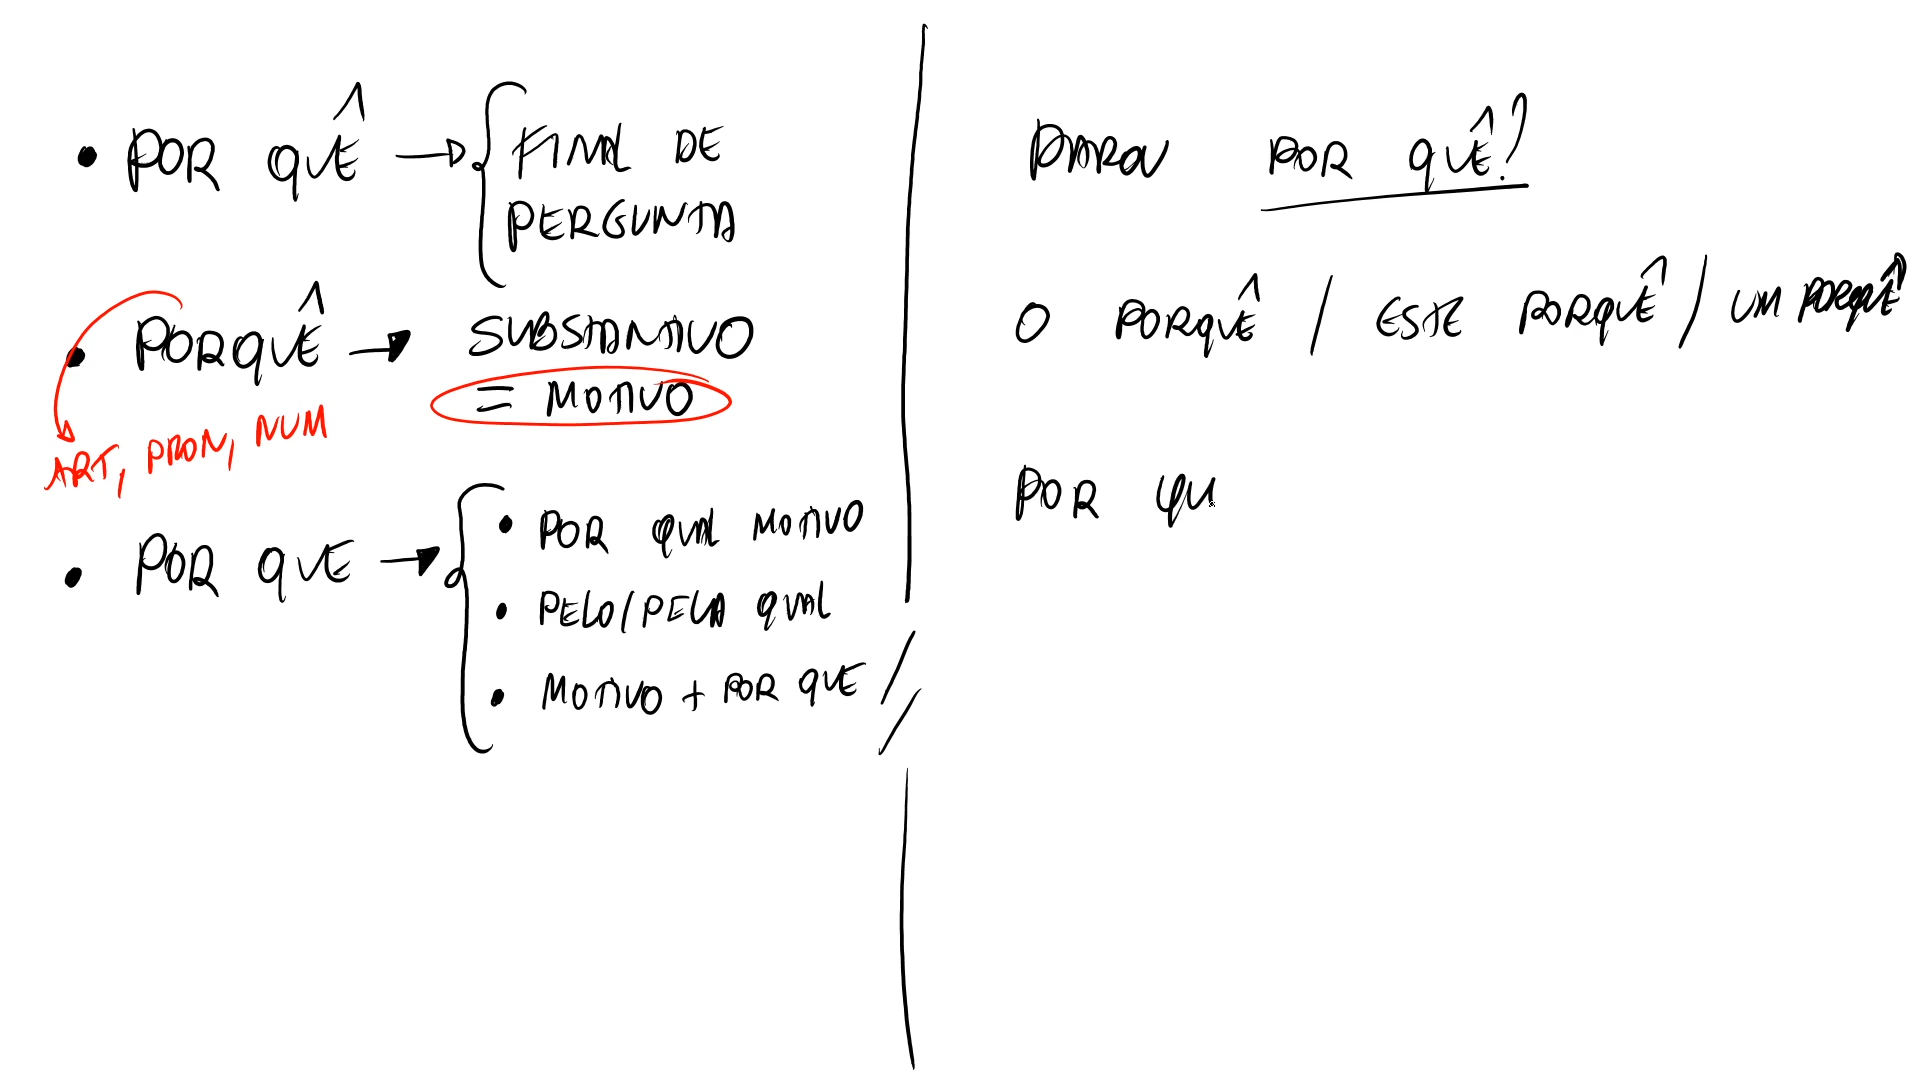 • POR QUÊ → FINAL DE
PERGUNTA
• PORQUÊ → SUBSTANTIVO
= MOTIVO
ART, PRON, NUM
• POR QUE →
• POR QUAL MOTIVO
• PELO/PELA QUAL
• MOTIVO + POR QUE
PAROU POR QUÊ?
O PORQUÊ / ESTE PORQUÊ / UM PORQUÊ
POR QU